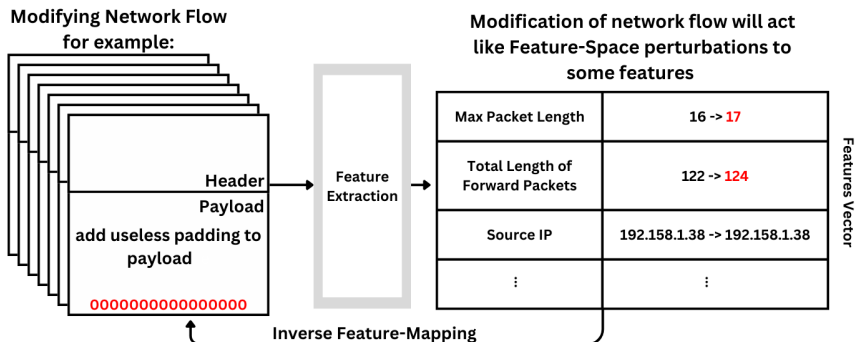 Modifying Network Flow
for example:
Header
Payload
add useless padding to
payload
0000000000000000
Feature
Extraction
Modification of network flow will act
like Feature-Space perturbations to
some features
Max Packet Length
16 -> 17
Total Length of
Forward Packets
122 -> 124
Source IP
192.158.1.38 -> 192.158.1.38
⋮
⋮
Features Vector
Inverse Feature-Mapping